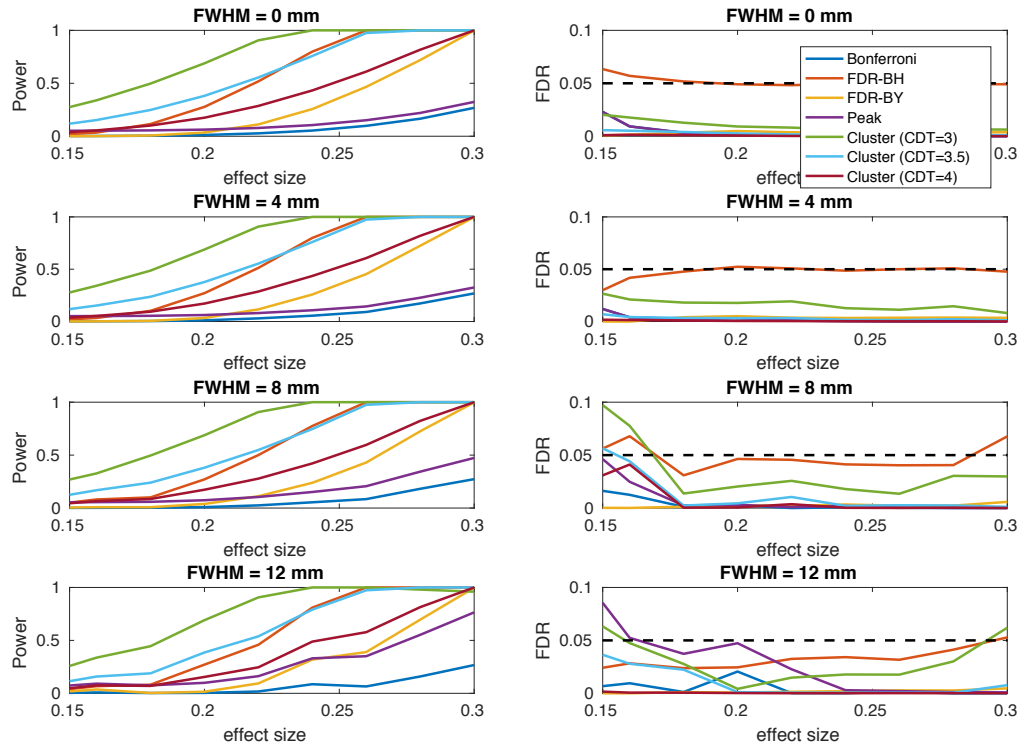 FWHM = 0 mm
1
0.5
0
Power
0.15
0.2
0.25
0.3
effect size
FWHM = 0 mm
0.1
0.05
0
FDR
Bonferroni
FDR-BH
FDR-BY
Peak
Cluster (CDT=3)
Cluster (CDT=3.5)
Cluster (CDT=4)
0.15
0.2
0.3
effect size
FWHM = 4 mm
1
0.5
0
Power
0.15
0.2
0.25
0.3
effect size
FWHM = 4 mm
0.1
0.05
0
FDR
0.15
0.2
0.25
0.3
effect size
FWHM = 8 mm
1
0.5
0
Power
0.15
0.2
0.25
0.3
effect size
FWHM = 8 mm
0.1
0.05
0
FDR
0.15
0.2
0.25
0.3
effect size
FWHM = 12 mm
1
0.5
0
Power
0.15
0.2
0.25
0.3
effect size
FWHM = 12 mm
0.1
0.05
0
FDR
0.15
0.2
0.25
0.3
effect size